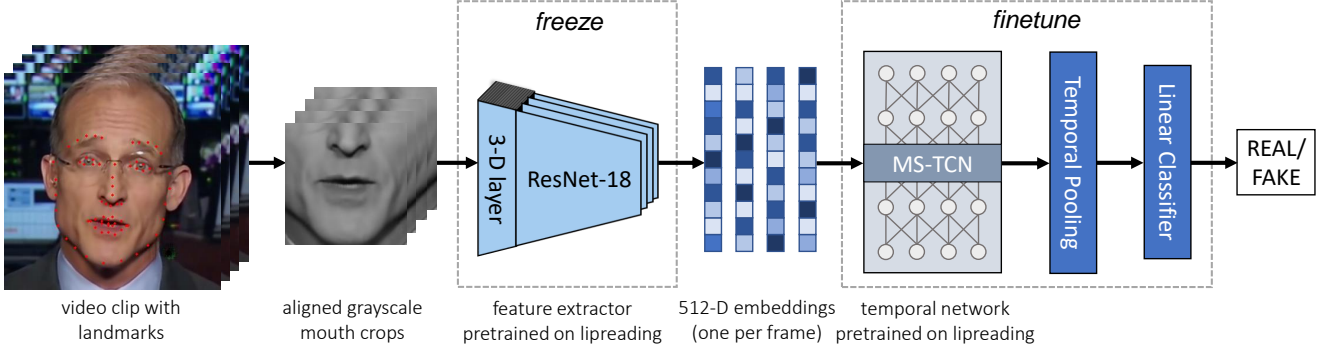 freeze
finetune
3-D layer
ResNet-18
MS-TCN
Temporal Pooling
Linear Classifier
REAL/
FAKE
video clip with
landmarks
aligned grayscale
mouth crops
feature extractor
pretrained on lipreading
512-D embeddings
(one per frame)
temporal network
pretrained on lipreading